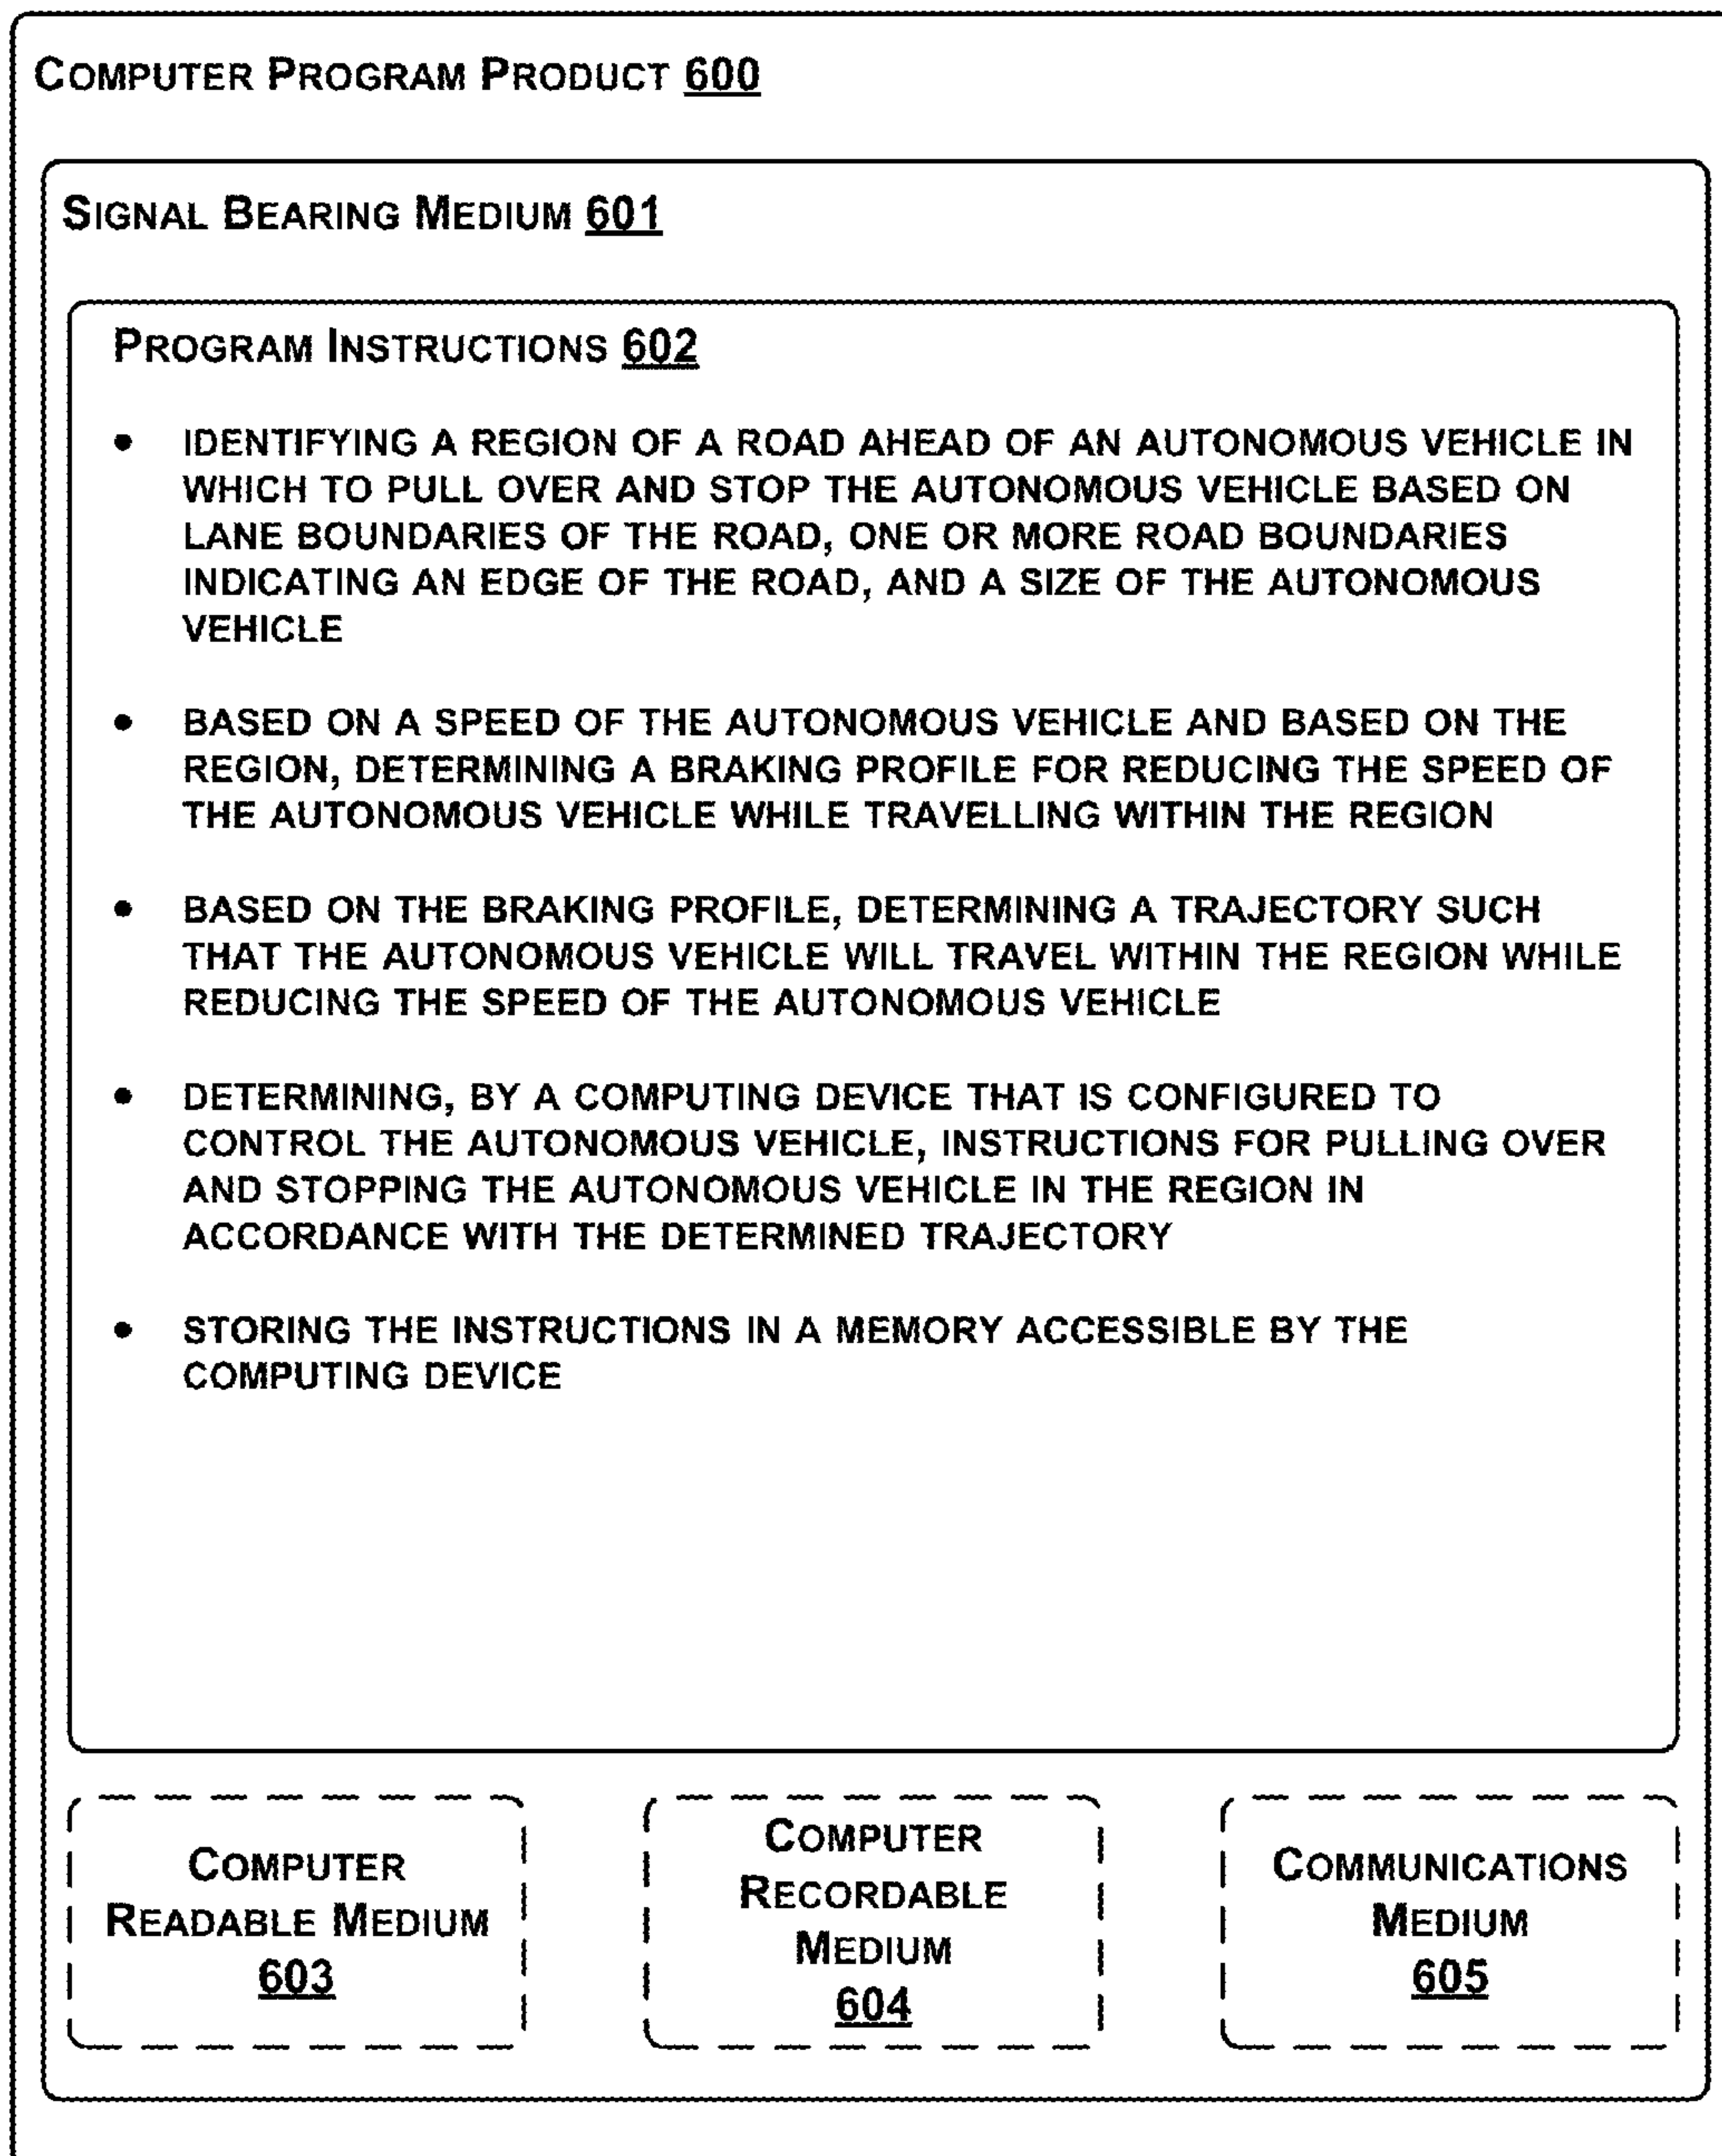 COMPUTER PROGRAM PRODUCT 600
SIGNAL BEARING MEDIUM 601
PROGRAM INSTRUCTIONS 602
• IDENTIFYING A REGION OF A ROAD AHEAD OF AN AUTONOMOUS VEHICLE IN
WHICH TO PULL OVER AND STOP THE AUTONOMOUS VEHICLE BASED ON
LANE BOUNDARIES OF THE ROAD, ONE OR MORE ROAD BOUNDARIES
INDICATING AN EDGE OF THE ROAD, AND A SIZE OF THE AUTONOMOUS
VEHICLE
• BASED ON A SPEED OF THE AUTONOMOUS VEHICLE AND BASED ON THE
REGION, DETERMINING A BRAKING PROFILE FOR REDUCING THE SPEED OF
THE AUTONOMOUS VEHICLE WHILE TRAVELLING WITHIN THE REGION
• BASED ON THE BRAKING PROFILE, DETERMINING A TRAJECTORY SUCH
THAT THE AUTONOMOUS VEHICLE WILL TRAVEL WITHIN THE REGION WHILE
REDUCING THE SPEED OF THE AUTONOMOUS VEHICLE
• DETERMINING, BY A COMPUTING DEVICE THAT IS CONFIGURED TO
CONTROL THE AUTONOMOUS VEHICLE, INSTRUCTIONS FOR PULLING OVER
AND STOPPING THE AUTONOMOUS VEHICLE IN THE REGION IN
ACCORDANCE WITH THE DETERMINED TRAJECTORY
• STORING THE INSTRUCTIONS IN A MEMORY ACCESSIBLE BY THE
COMPUTING DEVICE
COMPUTER
READABLE MEDIUM
603
COMPUTER
RECORDABLE
MEDIUM
604
COMMUNICATIONS
MEDIUM
605